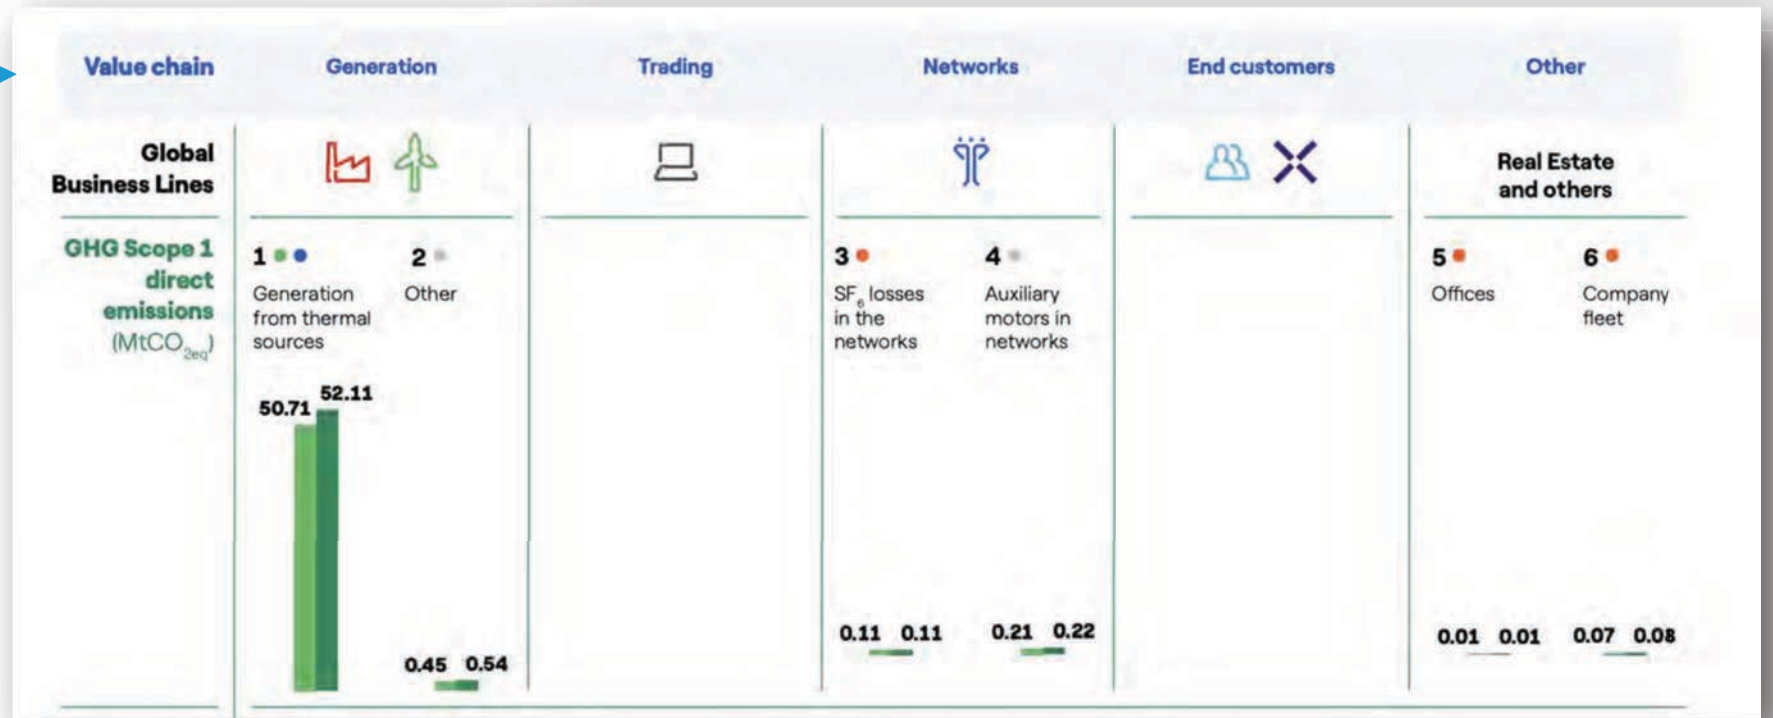 Value chain Generation Trading Networks End customers Other
Global
Business Lines
Real Estate
and others
GHG Scope 1
direct
emissions
(MtCO2eq)
1 2
Generation
from thermal
sources
Other
50.71 52.11
0.45 0.54
3 4
SF6 losses
in the
networks
Auxiliary
motors in
networks
0.11 0.11 0.21 0.22
5 6
Offices
Company
fleet
0.01 0.01 0.07 0.08